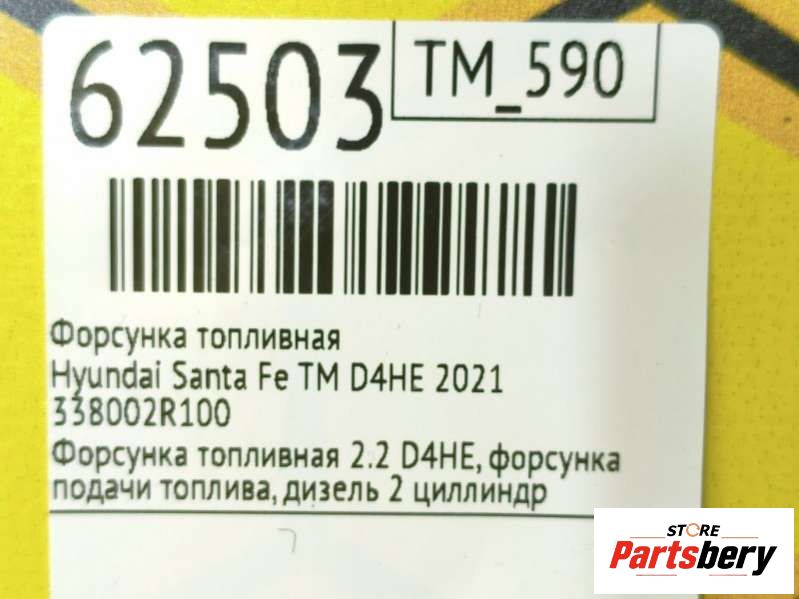 62503
TM_590
Форсунка топливная
Hyundai Santa Fe TM D4HE 2021
338002R100
Форсунка топливная 2.2 D4HE, форсунка
подачи топлива, дизель 2 циллиндр
STORE
Partsbery